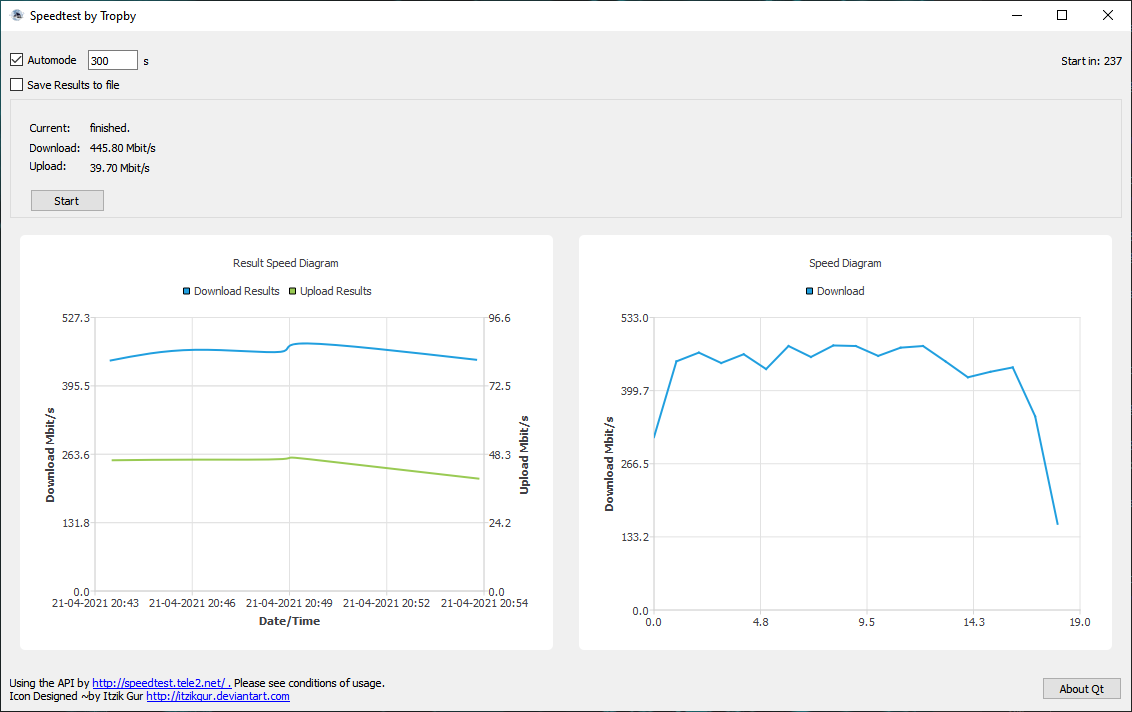 Speedtest by Tropby
Automode 300 s
Start in: 237
Save Results to file
Current: finished.
Download: 445.80 Mbit/s
Upload: 39.70 Mbit/s
Start
Result Speed Diagram
Download Results Upload Results
527.3
395.5
263.6
131.8
0.0
Download Mbit/s
96.6
72.5
48.3
24.2
0.0
Upload Mbit/s
21-04-2021 20:43 21-04-2021 20:46 21-04-2021 20:49 21-04-2021 20:52 21-04-2021 20:54
Date/Time
Speed Diagram
Download
533.0
399.7
266.5
133.2
0.0
Download Mbit/s
0.0 4.8 9.5 14.3 19.0
Using the API by http://speedtest.tele2.net/ . Please see conditions of usage.
Icon Designed ~by Itzik Gur http://itzikgur.deviantart.com
About Qt